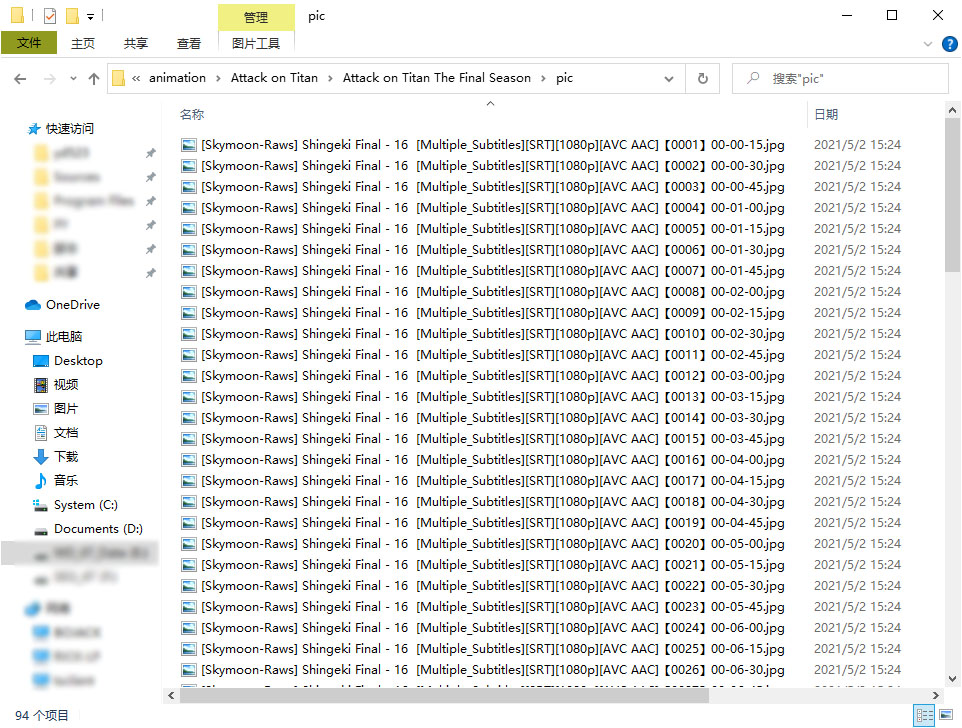 管理
pic
文件
主页
共享
查看
图片工具
« animation › Attack on Titan › Attack on Titan The Final Season › pic
搜索"pic"
名称
日期
快速访问
OneDrive
此电脑
Desktop
视频
图片
文档
下载
音乐
System (C:)
Documents (D:)
[Skymoon-Raws] Shingeki Final - 16 [Multiple_Subtitles][SRT][1080p][AVC AAC]【0001】00-00-15.jpg 2021/5/2 15:24
[Skymoon-Raws] Shingeki Final - 16 [Multiple_Subtitles][SRT][1080p][AVC AAC]【0002】00-00-30.jpg 2021/5/2 15:24
[Skymoon-Raws] Shingeki Final - 16 [Multiple_Subtitles][SRT][1080p][AVC AAC]【0003】00-00-45.jpg 2021/5/2 15:24
[Skymoon-Raws] Shingeki Final - 16 [Multiple_Subtitles][SRT][1080p][AVC AAC]【0004】00-01-00.jpg 2021/5/2 15:24
[Skymoon-Raws] Shingeki Final - 16 [Multiple_Subtitles][SRT][1080p][AVC AAC]【0005】00-01-15.jpg 2021/5/2 15:24
[Skymoon-Raws] Shingeki Final - 16 [Multiple_Subtitles][SRT][1080p][AVC AAC]【0006】00-01-30.jpg 2021/5/2 15:24
[Skymoon-Raws] Shingeki Final - 16 [Multiple_Subtitles][SRT][1080p][AVC AAC]【0007】00-01-45.jpg 2021/5/2 15:24
[Skymoon-Raws] Shingeki Final - 16 [Multiple_Subtitles][SRT][1080p][AVC AAC]【0008】00-02-00.jpg 2021/5/2 15:24
[Skymoon-Raws] Shingeki Final - 16 [Multiple_Subtitles][SRT][1080p][AVC AAC]【0009】00-02-15.jpg 2021/5/2 15:24
[Skymoon-Raws] Shingeki Final - 16 [Multiple_Subtitles][SRT][1080p][AVC AAC]【0010】00-02-30.jpg 2021/5/2 15:24
[Skymoon-Raws] Shingeki Final - 16 [Multiple_Subtitles][SRT][1080p][AVC AAC]【0011】00-02-45.jpg 2021/5/2 15:24
[Skymoon-Raws] Shingeki Final - 16 [Multiple_Subtitles][SRT][1080p][AVC AAC]【0012】00-03-00.jpg 2021/5/2 15:24
[Skymoon-Raws] Shingeki Final - 16 [Multiple_Subtitles][SRT][1080p][AVC AAC]【0013】00-03-15.jpg 2021/5/2 15:24
[Skymoon-Raws] Shingeki Final - 16 [Multiple_Subtitles][SRT][1080p][AVC AAC]【0014】00-03-30.jpg 2021/5/2 15:24
[Skymoon-Raws] Shingeki Final - 16 [Multiple_Subtitles][SRT][1080p][AVC AAC]【0015】00-03-45.jpg 2021/5/2 15:24
[Skymoon-Raws] Shingeki Final - 16 [Multiple_Subtitles][SRT][1080p][AVC AAC]【0016】00-04-00.jpg 2021/5/2 15:24
[Skymoon-Raws] Shingeki Final - 16 [Multiple_Subtitles][SRT][1080p][AVC AAC]【0017】00-04-15.jpg 2021/5/2 15:24
[Skymoon-Raws] Shingeki Final - 16 [Multiple_Subtitles][SRT][1080p][AVC AAC]【0018】00-04-30.jpg 2021/5/2 15:24
[Skymoon-Raws] Shingeki Final - 16 [Multiple_Subtitles][SRT][1080p][AVC AAC]【0019】00-04-45.jpg 2021/5/2 15:24
[Skymoon-Raws] Shingeki Final - 16 [Multiple_Subtitles][SRT][1080p][AVC AAC]【0020】00-05-00.jpg 2021/5/2 15:24
[Skymoon-Raws] Shingeki Final - 16 [Multiple_Subtitles][SRT][1080p][AVC AAC]【0021】00-05-15.jpg 2021/5/2 15:24
[Skymoon-Raws] Shingeki Final - 16 [Multiple_Subtitles][SRT][1080p][AVC AAC]【0022】00-05-30.jpg 2021/5/2 15:24
[Skymoon-Raws] Shingeki Final - 16 [Multiple_Subtitles][SRT][1080p][AVC AAC]【0023】00-05-45.jpg 2021/5/2 15:24
[Skymoon-Raws] Shingeki Final - 16 [Multiple_Subtitles][SRT][1080p][AVC AAC]【0024】00-06-00.jpg 2021/5/2 15:24
[Skymoon-Raws] Shingeki Final - 16 [Multiple_Subtitles][SRT][1080p][AVC AAC]【0025】00-06-15.jpg 2021/5/2 15:24
[Skymoon-Raws] Shingeki Final - 16 [Multiple_Subtitles][SRT][1080p][AVC AAC]【0026】00-06-30.jpg 2021/5/2 15:24
94 个项目